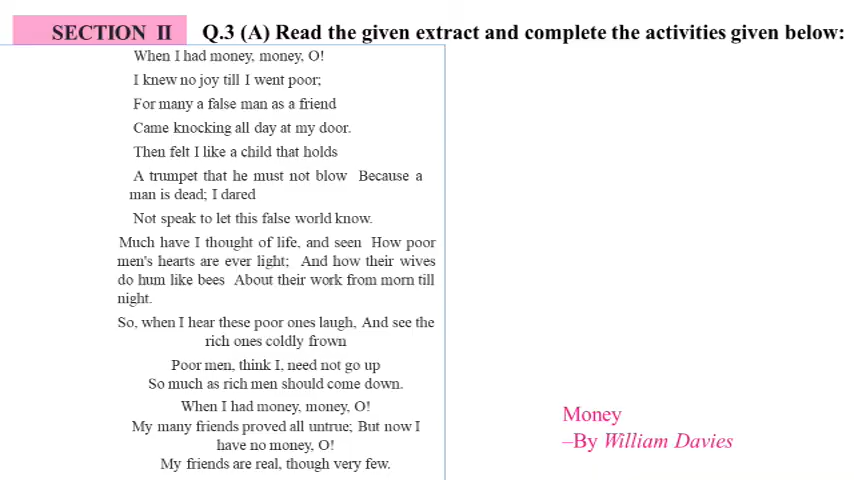 SECTION II Q.3 (A) Read the given extract and complete the activities given below:
When I had money, money, O!
I knew no joy till I went poor;
For many a false man as a friend
Came knocking all day at my door.
Then felt I like a child that holds
A trumpet that he must not blow Because a
man is dead; I dared
Not speak to let this false world know.
Much have I thought of life, and seen How poor
men's hearts are ever light; And how their wives
do hum like bees About their work from morn till
night.
So, when I hear these poor ones laugh, And see the
rich ones coldly frown
Poor men, think I, need not go up
So much as rich men should come down.
When I had money, money, O!
My many friends proved all untrue; But now I
have no money, O!
My friends are real, though very few.
Money
–By William Davies